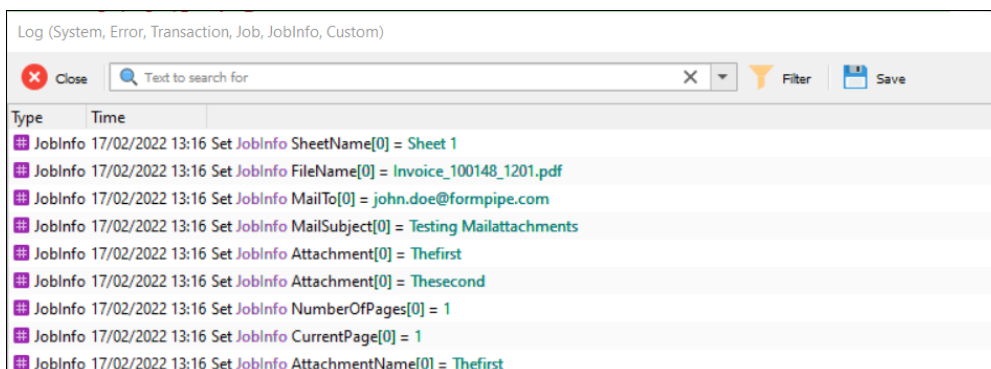 Log (System, Error, Transaction, Job, JobInfo, Custom)
Close Text to search for Filter Save
Type Time
JobInfo 17/02/2022 13:16 Set JobInfo SheetName[0] = Sheet 1
JobInfo 17/02/2022 13:16 Set JobInfo FileName[0] = Invoice_100148_1201.pdf
JobInfo 17/02/2022 13:16 Set JobInfo MailTo[0] = john.doe@formpipe.com
JobInfo 17/02/2022 13:16 Set JobInfo MailSubject[0] = Testing Mailattachments
JobInfo 17/02/2022 13:16 Set JobInfo Attachment[0] = Thefirst
JobInfo 17/02/2022 13:16 Set JobInfo Attachment[0] = Thesecond
JobInfo 17/02/2022 13:16 Set JobInfo NumberOfPages[0] = 1
JobInfo 17/02/2022 13:16 Set JobInfo CurrentPage[0] = 1
JobInfo 17/02/2022 13:16 Set JobInfo AttachmentName[0] = Thefirst